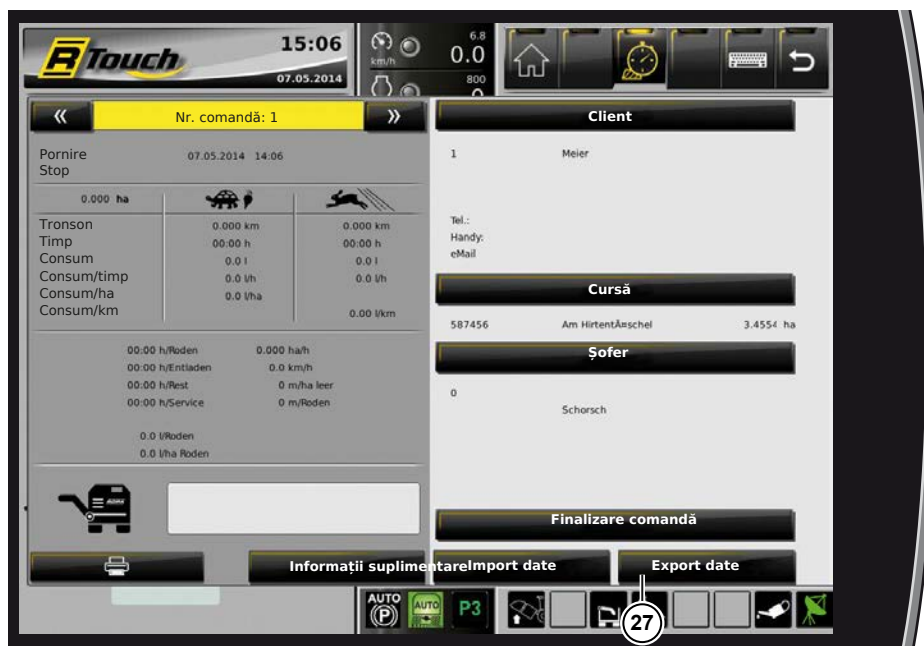 R Touch
15:06
07.05.2014
km/h
6.8
0.0
800
Nr. comandă: 1
Pornire 07.05.2014 14:06
Stop
0.000 ha
Tronson 0.000 km 0.000 km
Timp 00:00 h 00:00 h
Consum 0.0 l 0.0 l
Consum/timp 0.0 l/h 0.0 l/h
Consum/ha 0.0 l/ha
Consum/km 0.00 l/km
00:00 h/Roden 0.000 ha/h
00:00 h/Entladen 0.0 km/h
00:00 h/Rest 0 m/ha leer
00:00 h/Service 0 m/Roden
0.0 l/Roden
0.0 l/ha Roden
Informații suplimentare
Client
1 Meier
Tel.:
Handy:
eMail
Cursă
587456 Am HirtentÃ¤schel 3.4554 ha
Șofer
0
Schorsch
Finalizare comandă
Import date
Export date
AUTO
P
AUTO
P3
27